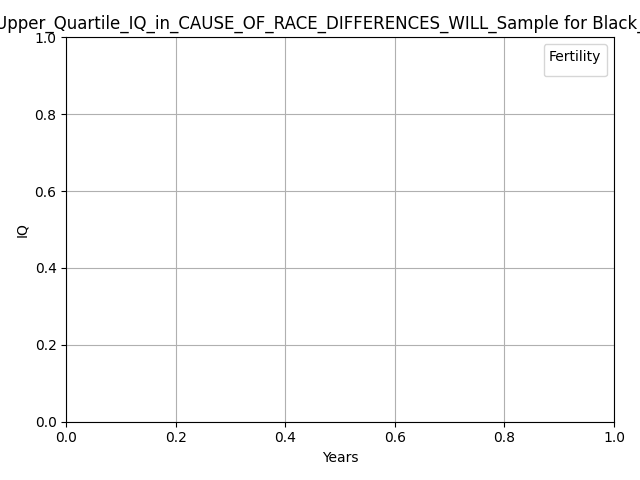 Upper_Quartile_IQ_in_CAUSE_OF_RACE_DIFFERENCES_WILL_Sample for Black_
Fertility
1.0
0.8
0.6
0.4
0.2
0.0
IQ
0.0 0.2 0.4 0.6 0.8 1.0
Years